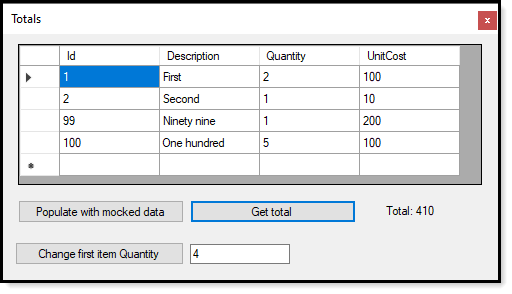 Totals x
Id Description Quantity UnitCost
1 First 2 100
2 Second 1 10
99 Ninety nine 1 200
100 One hundred 5 100
*
Populate with mocked data Get total Total: 410
Change first item Quantity 4